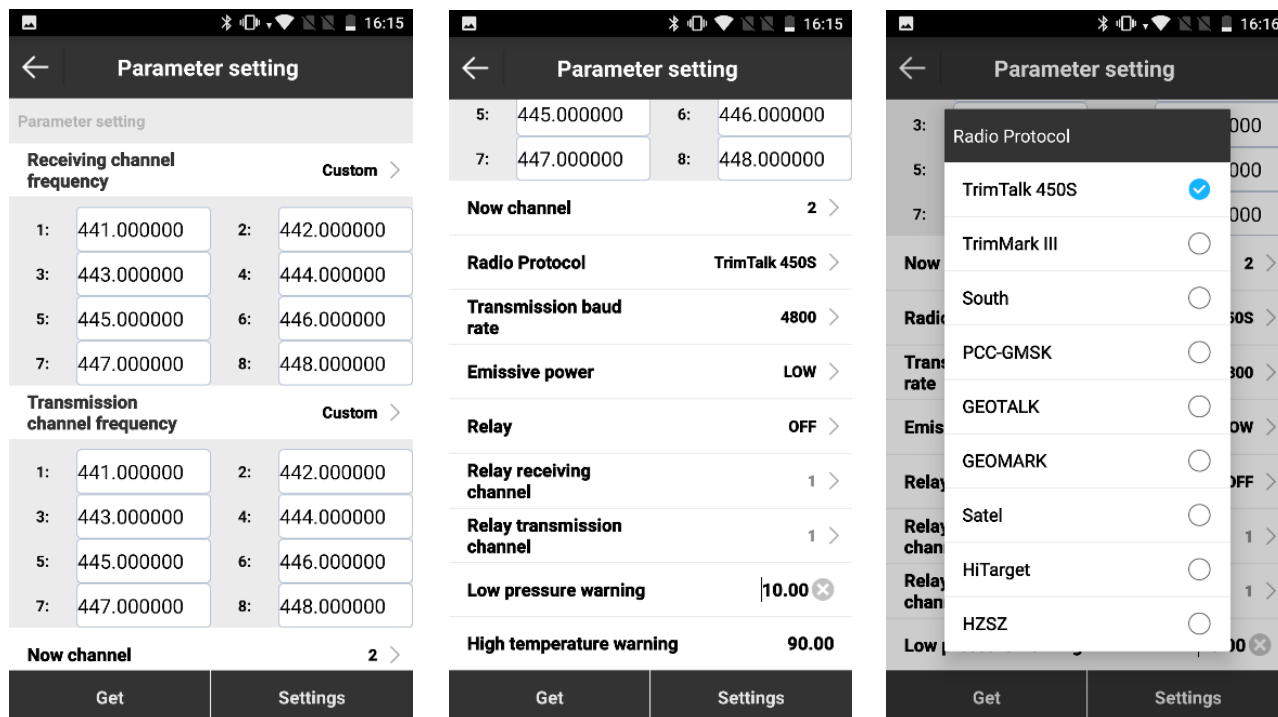 16:15
Parameter setting
Parameter setting
Receiving channel
frequency
Custom
1: 441.000000 2: 442.000000
3: 443.000000 4: 444.000000
5: 445.000000 6: 446.000000
7: 447.000000 8: 448.000000
Transmission
channel frequency
Custom
1: 441.000000 2: 442.000000
3: 443.000000 4: 444.000000
5: 445.000000 6: 446.000000
7: 447.000000 8: 448.000000
Now channel 2
Get Settings
16:15
Parameter setting
5: 445.000000 6: 446.000000
7: 447.000000 8: 448.000000
Now channel 2
Radio Protocol TrimTalk 450S
Transmission baud
rate
4800
Emissive power LOW
Relay OFF
Relay receiving
channel
1
Relay transmission
channel
1
Low pressure warning 10.00
High temperature warning 90.00
Get Settings
16:16
Parameter setting
3: 000
5: 000
7: 000
Now 2
Radio Protocol
TrimTalk 450S
TrimMark III
South
PCC-GMSK
GEOTALK
GEOMARK
Satel
HiTarget
HZSZ
rate
1
1
Low
Get Settings